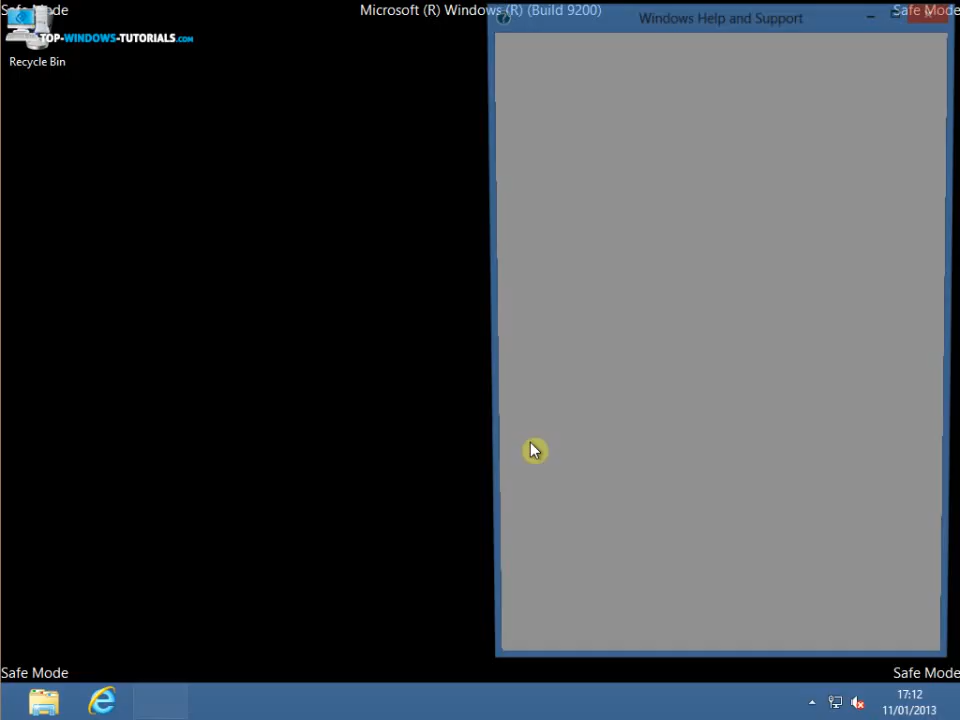 Safe Mode
Microsoft (R) Windows (R) (Build 9200)
Windows Help and Support
Safe Mode
TOP-WINDOWS-TUTORIALS.COM
Recycle Bin
Safe Mode
Safe Mode
17:12
11/01/2013